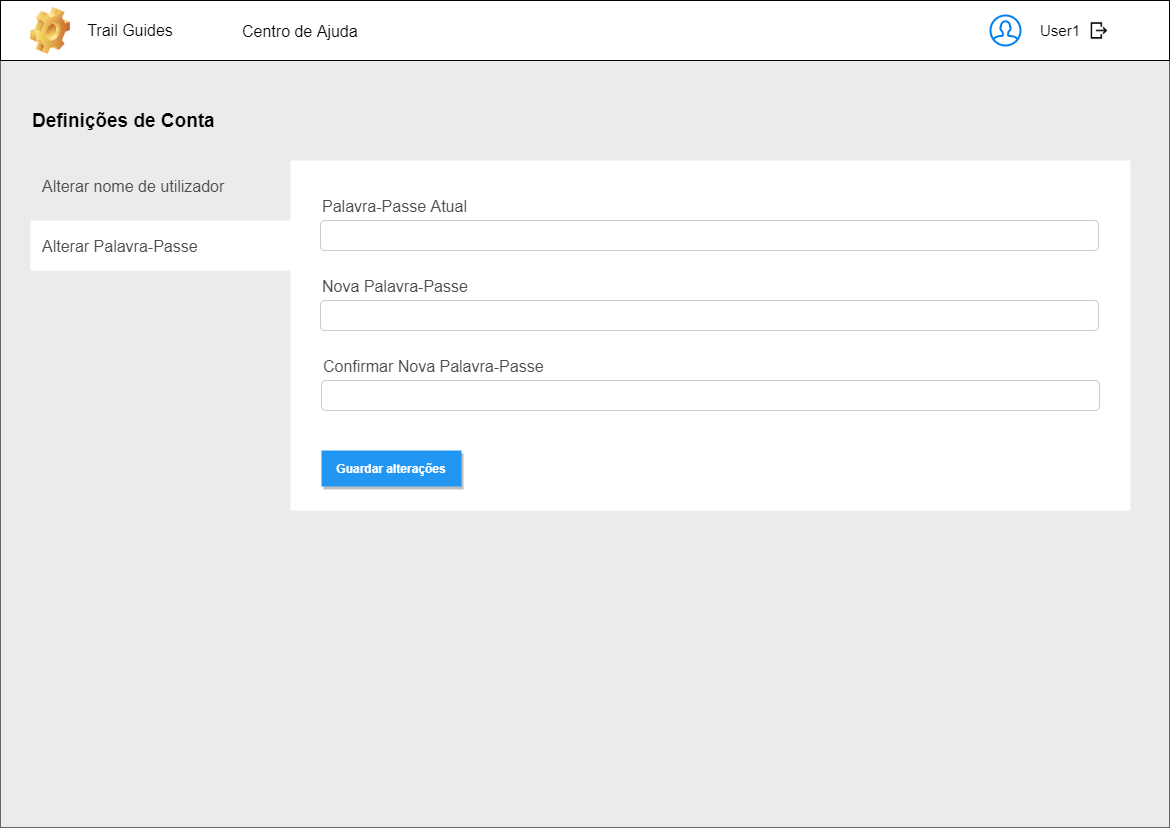 Trail Guides
Centro de Ajuda
User1
Definições de Conta
Alterar nome de utilizador
Alterar Palavra-Passe
Palavra-Passe Atual
Nova Palavra-Passe
Confirmar Nova Palavra-Passe
Guardar alterações